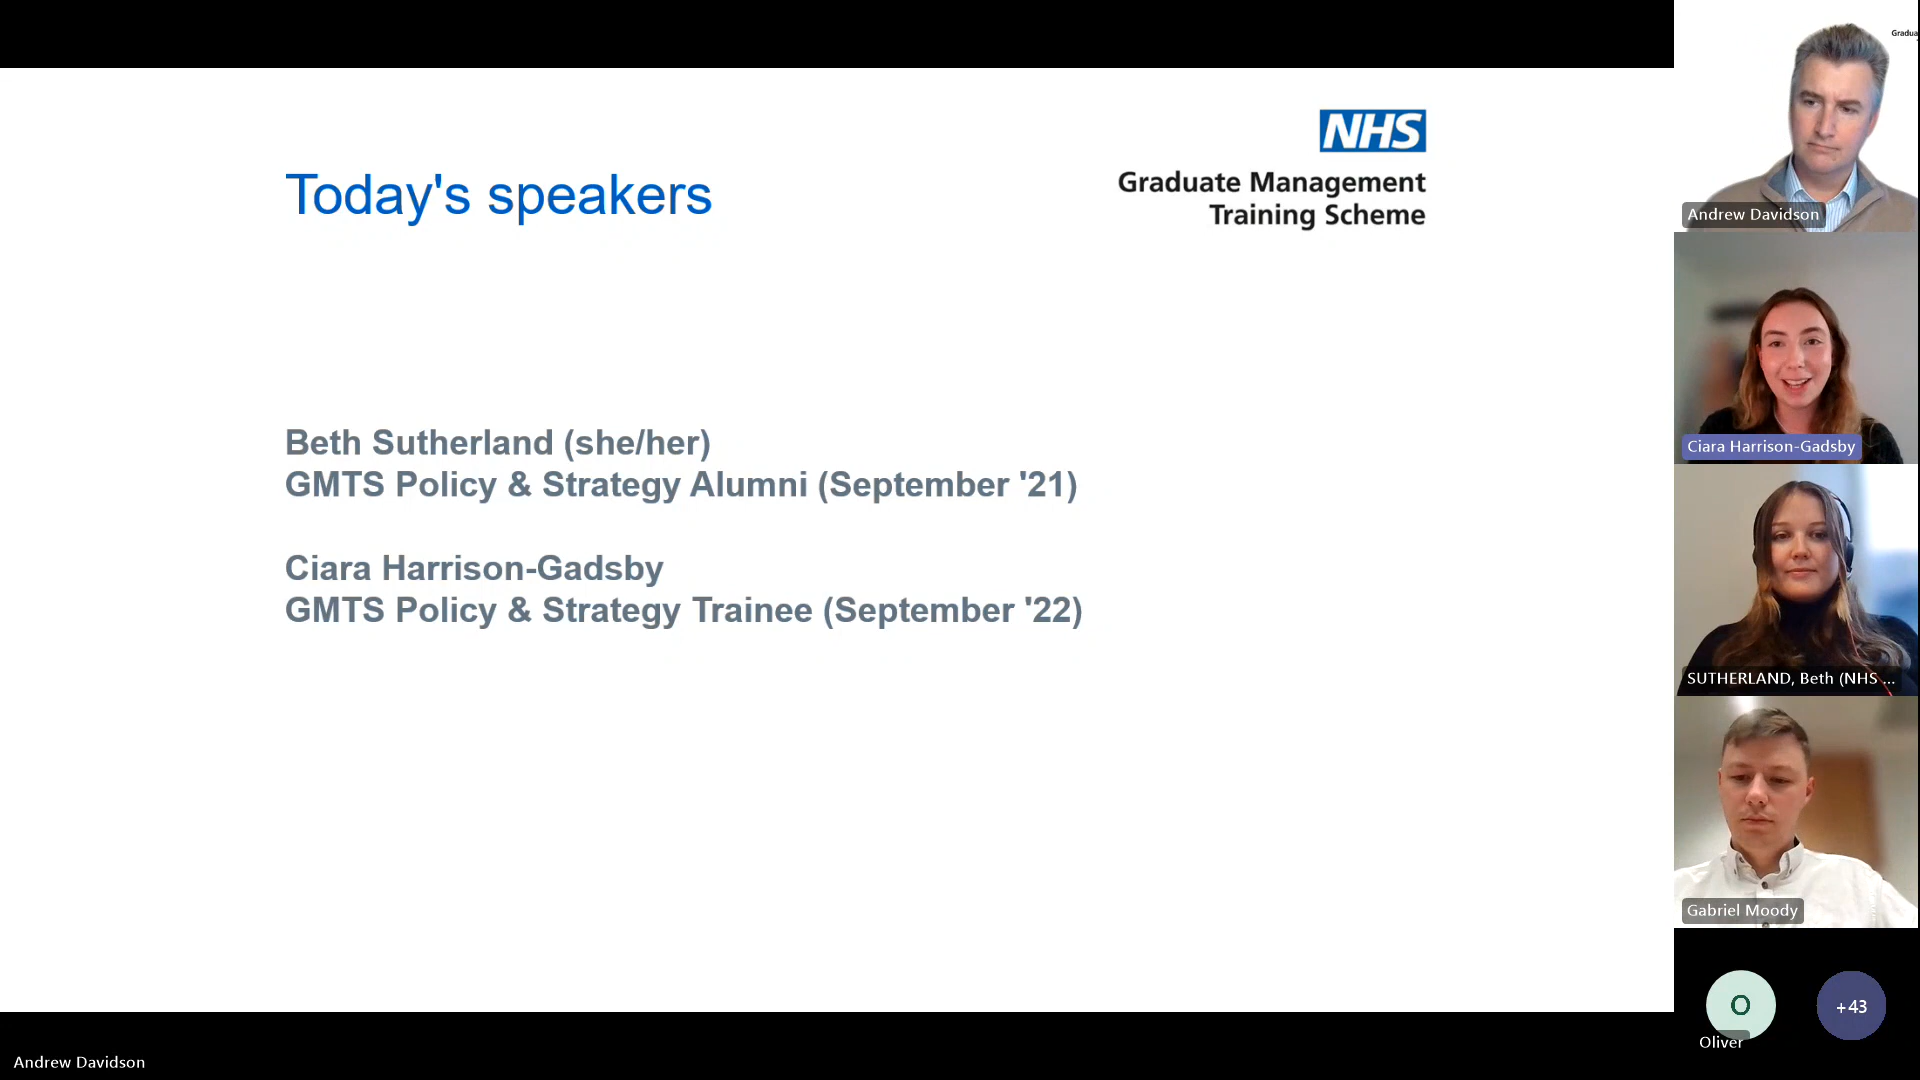 Today's speakers
NHS
Graduate Management
Training Scheme
Beth Sutherland (she/her)
GMTS Policy & Strategy Alumni (September '21)
Ciara Harrison-Gadsby
GMTS Policy & Strategy Trainee (September '22)
Andrew Davidson
Gradua
Andrew Davidson
Ciara Harrison-Gadsby
SUTHERLAND, Beth (NHS ...
Gabriel Moody
O
+43
Oliver